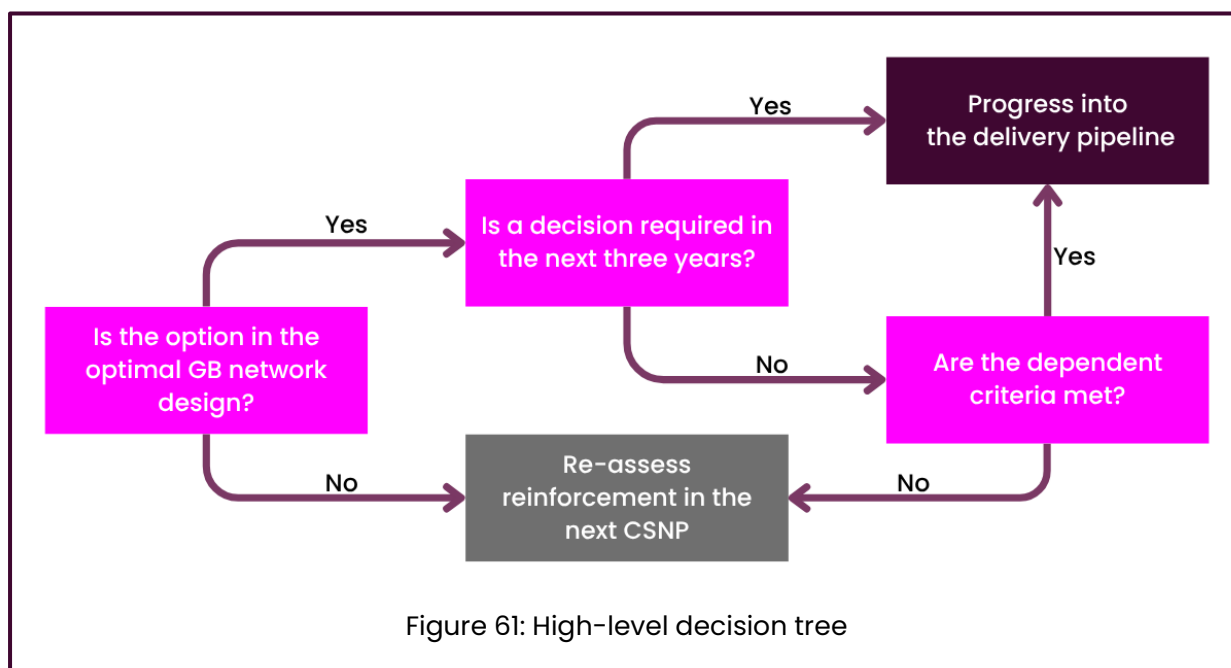 Is the option in the
optimal GB network
design?
Yes
No
Is a decision required in
the next three years?
Yes
No
Progress into
the delivery pipeline
Yes
Are the dependent
criteria met?
No
Re-assess
reinforcement in the
next CSNP
Figure 61: High-level decision tree